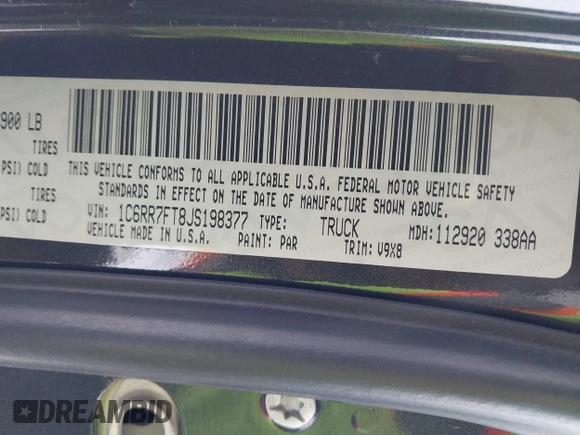 900 LB
TIRES
PSI) COLD
TIRES
PSI) COLD
THIS VEHICLE CONFORMS TO ALL APPLICABLE U.S.A. FEDERAL MOTOR VEHICLE SAFETY
STANDARDS IN EFFECT ON THE DATE OF MANUFACTURE SHOWN ABOVE.
VIN: 1C6RR7FT8JS198377 TYPE: TRUCK MDH: 112920 338AA
VEHICLE MADE IN U.S.A. PAINT: PAR TRIM: V9X8
DREAMBID